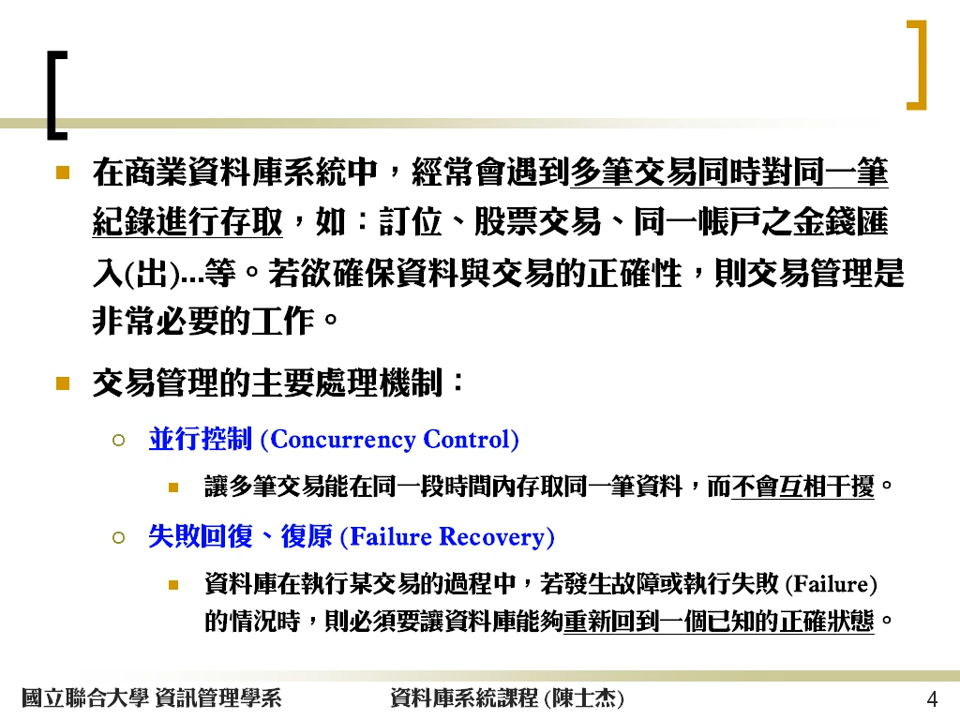 在商業資料庫系統中，經常會遇到多筆交易同時對同一筆
紀錄進行存取，如：訂位、股票交易、同一帳戶之金錢匯
入(出)...等。若欲確保資料與交易的正確性，則交易管理是
非常必要的工作。
交易管理的主要處理機制：
並行控制 (Concurrency Control)
讓多筆交易能在同一段時間內存取同一筆資料，而不會互相干擾。
失敗回復、復原 (Failure Recovery)
資料庫在執行某交易的過程中，若發生故障或執行失敗 (Failure)
的情況時，則必須要讓資料庫能夠重新回到一個已知的正確狀態。
國立聯合大學 資訊管理學系 資料庫系統課程 (陳士杰) 4